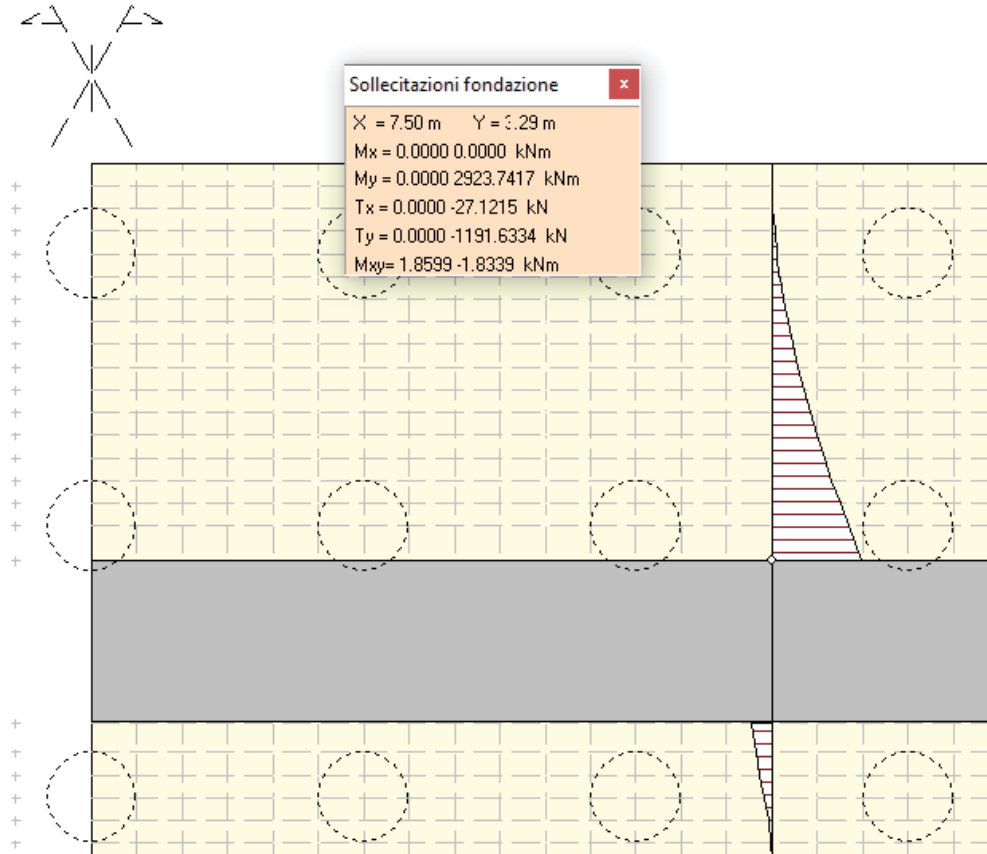 Sollecitazioni fondazione
x
X = 7.50 m Y = 3.29 m
Mx = 0.0000 0.0000 kNm
My = 0.0000 2923.7417 kNm
Tx = 0.0000 -27.1215 kN
Ty = 0.0000 -1191.6334 kN
Mxy= 1.8599 -1.8339 kNm